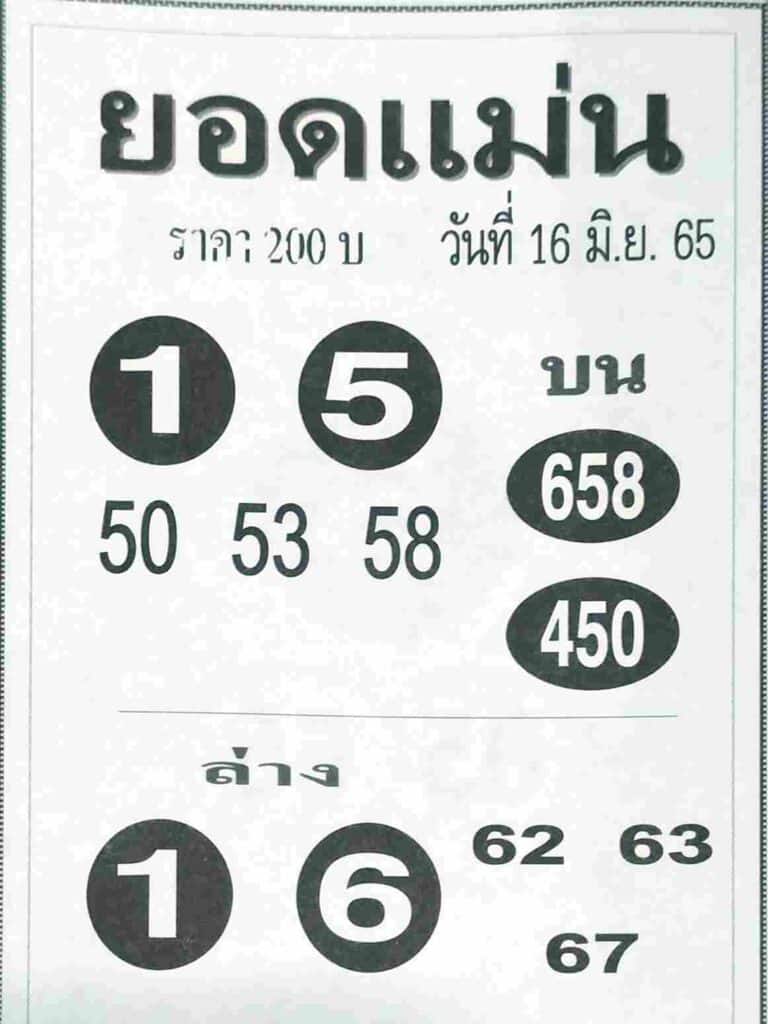 ยอดแม่น
ราคา 200 บ วันที่ 16 มิ.ย. 65
1 5 บน
658
50 53 58
450
ล่าง
1 6 62 63
67